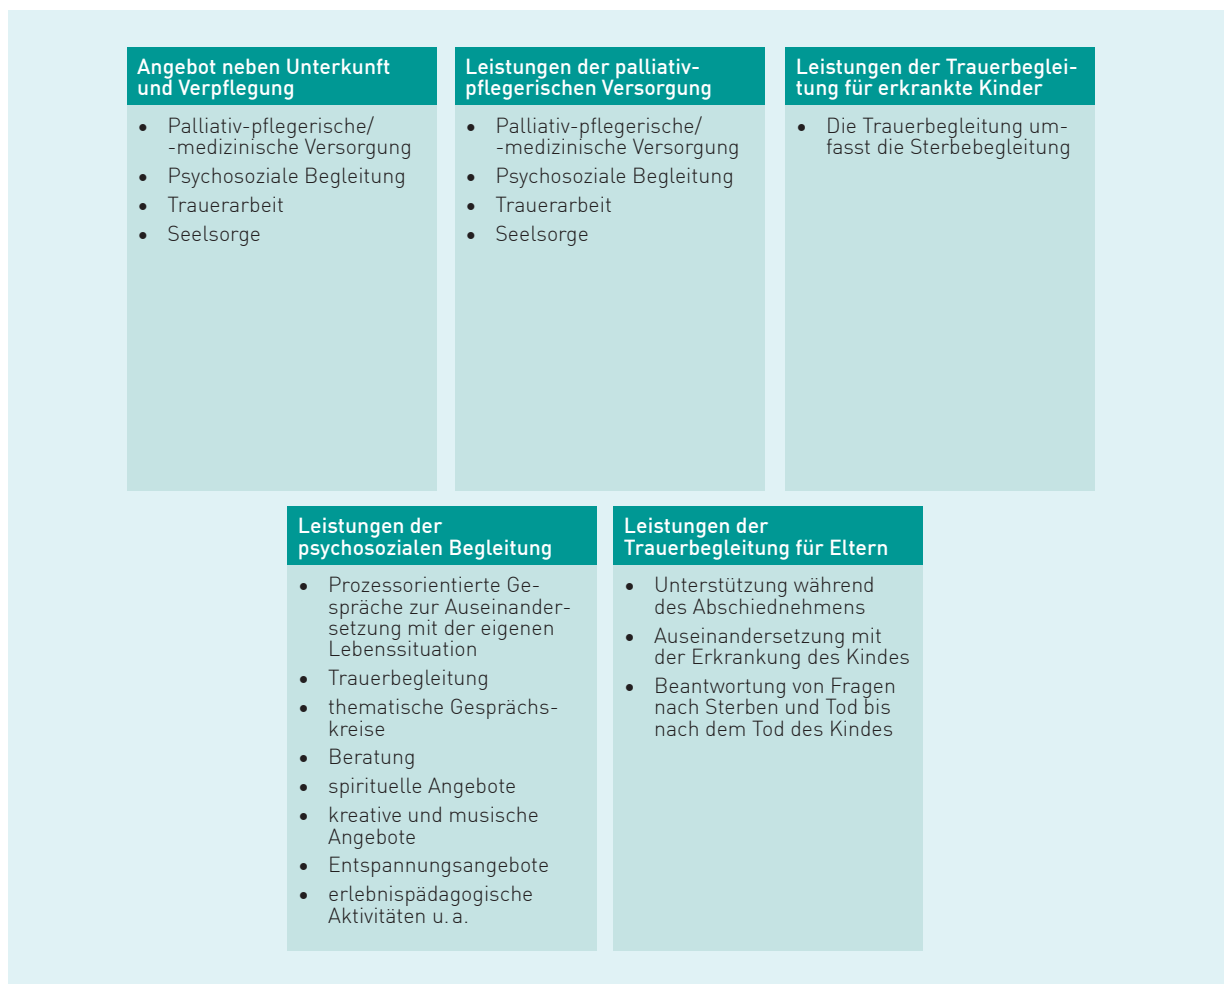 Angebot neben Unterkunft
und Verpflegung
• Palliativ-pflegerische/
-medizinische Versorgung
• Psychosoziale Begleitung
• Trauerarbeit
• Seelsorge
Leistungen der palliativ-
pflegerischen Versorgung
• Palliativ-pflegerische/
-medizinische Versorgung
• Psychosoziale Begleitung
• Trauerarbeit
• Seelsorge
Leistungen der Trauerbeglei-
tung für erkrankte Kinder
• Die Trauerbegleitung um-
fasst die Sterbebegleitung
Leistungen der
psychosozialen Begleitung
• Prozessorientierte Ge-
spräche zur Auseinander-
setzung mit der eigenen
Lebenssituation
• Trauerbegleitung
• thematische Gesprächs-
kreise
• Beratung
• spirituelle Angebote
• kreative und musische
Angebote
• Entspannungsangebote
• erlebnispädagogische
Aktivitäten u. a.
Leistungen der
Trauerbegleitung für Eltern
• Unterstützung während
des Abschiednehmens
• Auseinandersetzung mit
der Erkrankung des Kindes
• Beantwortung von Fragen
nach Sterben und Tod bis
nach dem Tod des Kindes